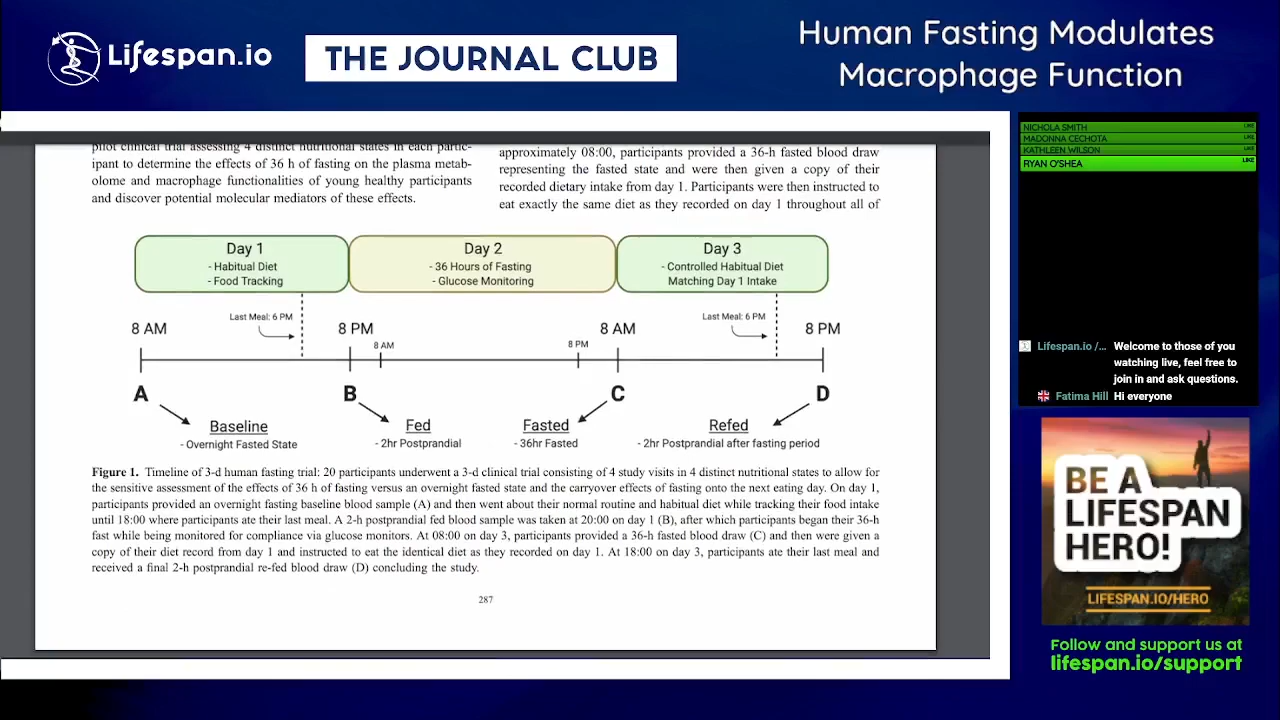 Lifespan.io
THE JOURNAL CLUB
Human Fasting Modulates
Macrophage Function
pilot clinical trial assessing 4 distinct nutritional states in each partic-
ipant to determine the effects of 36 h of fasting on the plasma metab-
olome and macrophage functionalities of young healthy participants
and discover potential molecular mediators of these effects.
approximately 08:00, participants provided a 36-h fasted blood draw
representing the fasted state and were then given a copy of their
recorded dietary intake from day 1. Participants were then instructed to
eat exactly the same diet as they recorded on day 1 throughout all of
Day 1
- Habitual Diet
- Food Tracking
Day 2
- 36 Hours of Fasting
- Glucose Monitoring
Day 3
- Controlled Habitual Diet
Matching Day 1 Intake
Last Meal: 6 PM
Last Meal: 6 PM
8 AM
8 PM
8 AM
8 PM
8 AM
8 PM
A
B
C
D
Baseline
- Overnight Fasted State
Fed
- 2hr Postprandial
Fasted
- 36hr Fasted
Refed
- 2hr Postprandial after fasting period
Figure 1. Timeline of 3-d human fasting trial: 20 participants underwent a 3-d clinical trial consisting of 4 study visits in 4 distinct nutritional states to allow for
the sensitive assessment of the effects of 36 h of fasting versus an overnight fasted state and the carryover effects of fasting onto the next eating day. On day 1,
participants provided an overnight fasting baseline blood sample (A) and then went about their normal routine and habitual diet while tracking their food intake
until 18:00 where participants ate their last meal. A 2-h postprandial fed blood sample was taken at 20:00 on day 1 (B), after which participants began their 36-h
fast while being monitored for compliance via glucose monitors. At 08:00 on day 3, participants provided a 36-h fasted blood draw (C) and then were given a
copy of their diet record from day 1 and instructed to eat the identical diet as they recorded on day 1. At 18:00 on day 3, participants ate their last meal and
received a final 2-h postprandial re-fed blood draw (D) concluding the study.
287
NICHOLA SMITH LIKE
MADONNA CECHOTA LIKE
KATHLEEN WILSON LIKE
RYAN O'SHEA LIKE
Lifespan.io /... Welcome to those of you
watching live, feel free to
join in and ask questions.
Fatima Hill Hi everyone
BE A
LIFESPAN
HERO!
LIFESPAN.IO/HERO
Follow and support us at
lifespan.io/support